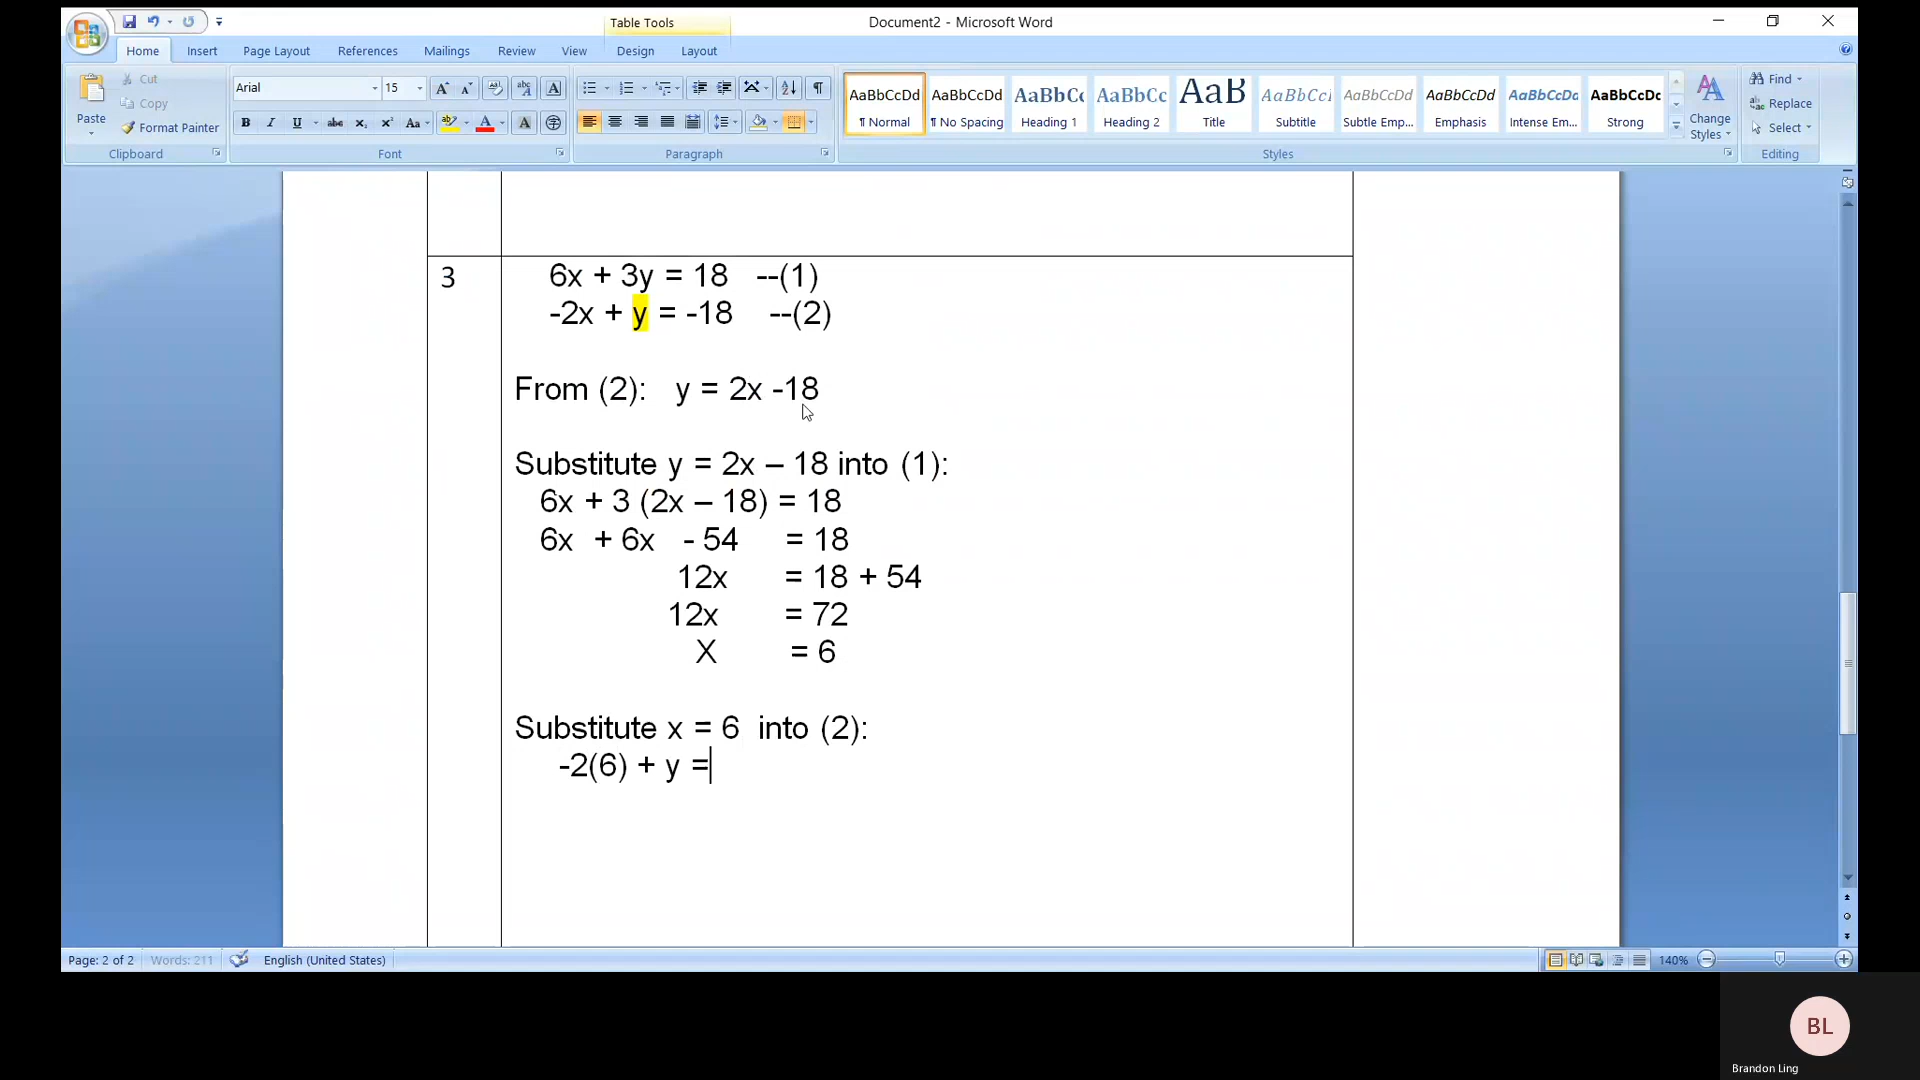 Table Tools
Document2 - Microsoft Word
Home Insert Page Layout References Mailings Review View Design Layout
Paste
Cut
Copy
Format Painter
Clipboard
Arial 15
Font
Paragraph
AaBbCcDd ¶ Normal
AaBbCcDd ¶ No Spacing
AaBbCc Heading 1
AaBbCc Heading 2
AaB Title
AaBbCcI Subtitle
AaBbCcDd Subtle Emp...
AaBbCcDd Emphasis
AaBbCcDd Intense Em...
AaBbCcDc Strong
Change Styles
Styles
Find
Replace
Select
Editing
3
6x + 3y = 18 --(1)
-2x + y = -18 --(2)
From (2): y = 2x -18
Substitute y = 2x – 18 into (1):
6x + 3 (2x – 18) = 18
6x + 6x - 54 = 18
12x = 18 + 54
12x = 72
X = 6
Substitute x = 6 into (2):
-2(6) + y =
Page: 2 of 2 Words: 211 English (United States) 140%
BL
Brandon Ling